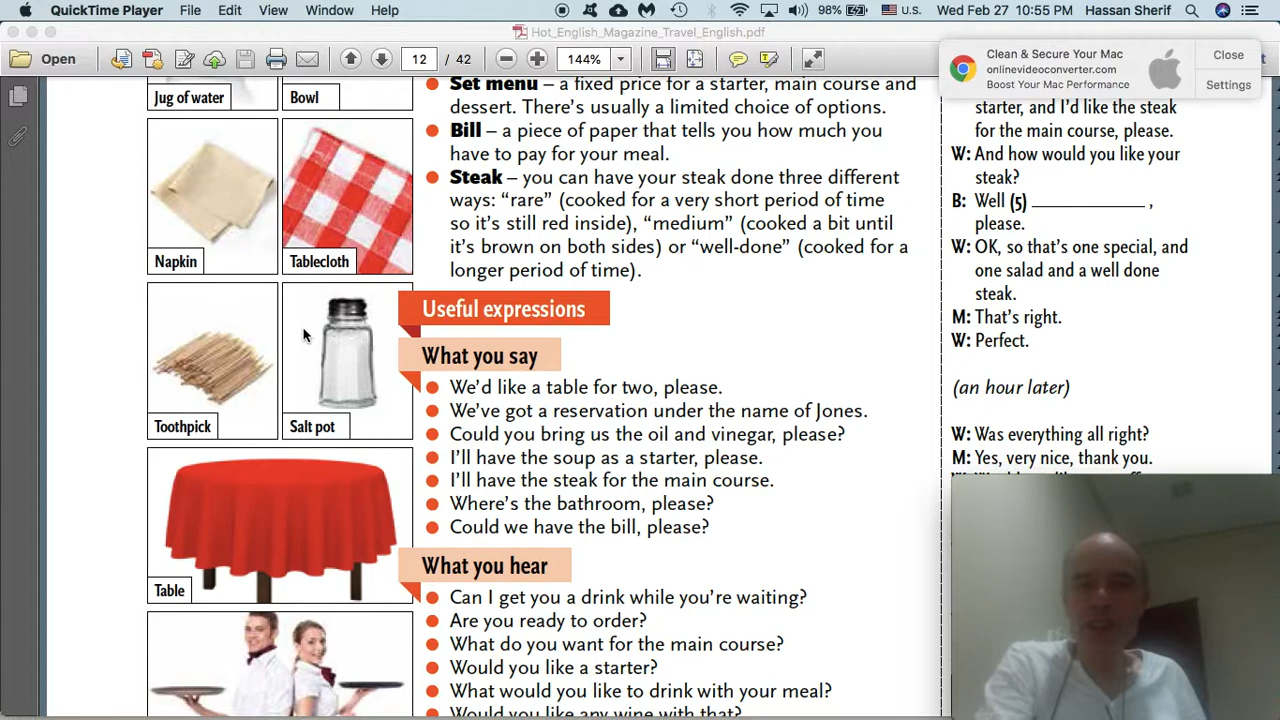 QuickTime Player File Edit View Window Help 98% U.S. Wed Feb 27 10:55 PM Hassan Sherif
Hot_English_Magazine_Travel_English.pdf
Open 12 / 42 144%
Clean & Secure Your Mac
onlinevideoconverter.com
Boost Your Mac Performance
Close
Settings
Jug of water
Bowl
Napkin
Tablecloth
Toothpick
Salt pot
Table
Set menu – a fixed price for a starter, main course and
dessert. There's usually a limited choice of options.
Bill – a piece of paper that tells you how much you
have to pay for your meal.
Steak – you can have your steak done three different
ways: “rare” (cooked for a very short period of time
so it's still red inside), “medium” (cooked a bit until
it's brown on both sides) or “well-done” (cooked for a
longer period of time).
Useful expressions
What you say
We'd like a table for two, please.
We've got a reservation under the name of Jones.
Could you bring us the oil and vinegar, please?
I'll have the soup as a starter, please.
I'll have the steak for the main course.
Where's the bathroom, please?
Could we have the bill, please?
What you hear
Can I get you a drink while you're waiting?
Are you ready to order?
What do you want for the main course?
Would you like a starter?
What would you like to drink with your meal?
Would you like any wine with that?
starter, and I'd like the steak
for the main course, please.
W: And how would you like your
steak?
B: Well (5) ____________ ,
please.
W: OK, so that's one special, and
one salad and a well done
steak.
M: That's right.
W: Perfect.
(an hour later)
W: Was everything all right?
M: Yes, very nice, thank you.